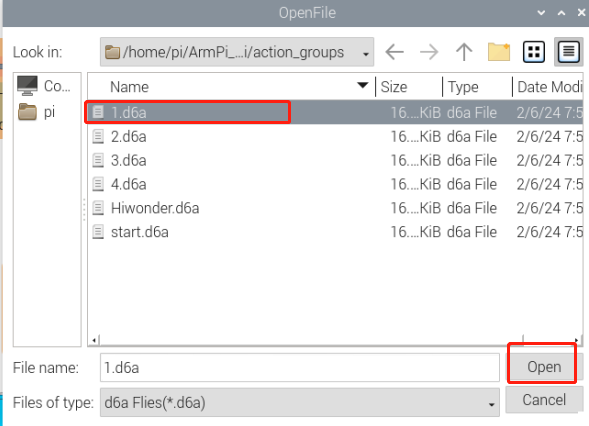 OpenFile
Look in: /home/pi/ArmPi_...i/action_groups
Co...
pi
Name Size Type Date Modi
1.d6a 16....KiB d6a File 2/6/24 7:5
2.d6a 16....KiB d6a File 2/6/24 7:5
3.d6a 16....KiB d6a File 2/6/24 7:5
4.d6a 16....KiB d6a File 2/6/24 7:5
Hiwonder.d6a 16....KiB d6a File 2/6/24 7:5
start.d6a 16....KiB d6a File 2/6/24 7:5
File name: 1.d6a Open
Files of type: d6a Flies(*.d6a) Cancel